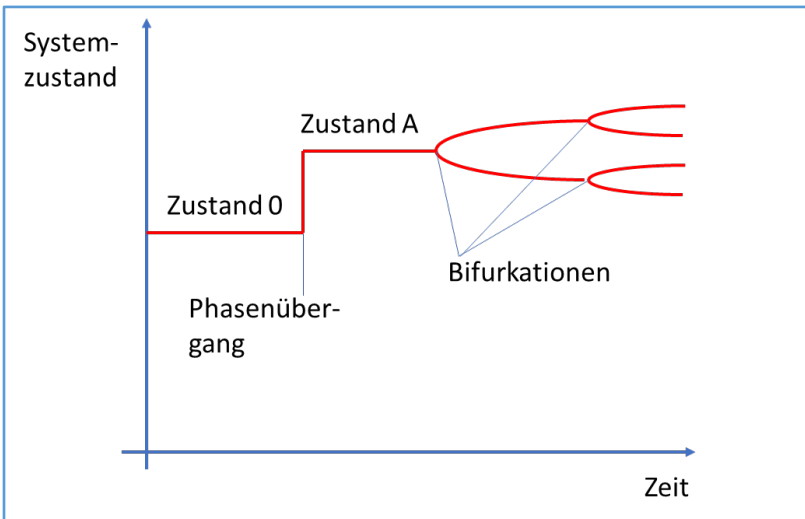 System-
zustand
Zustand A
Zustand 0
Bifurkationen
Phasenüber-
gang
Zeit